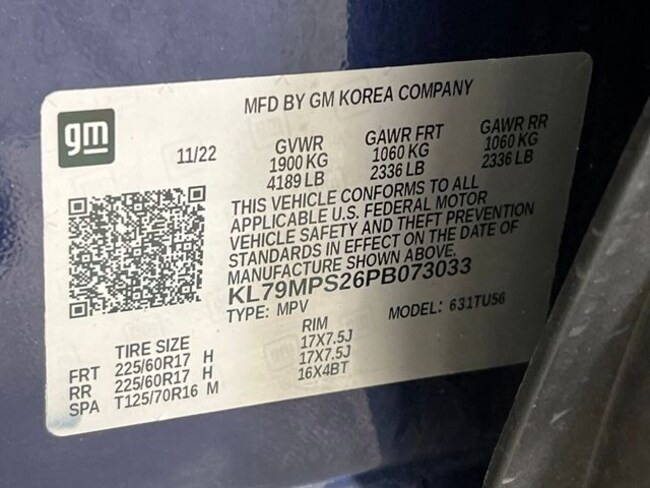 MFD BY GM KOREA COMPANY
gm
11/22
GVWR
1900 KG
4189 LB
GAWR FRT
1060 KG
2336 LB
GAWR RR
1060 KG
2336 LB
THIS VEHICLE CONFORMS TO ALL
APPLICABLE U.S. FEDERAL MOTOR
VEHICLE SAFETY AND THEFT PREVENTION
STANDARDS IN EFFECT ON THE DATE OF
MANUFACTURE SHOWN ABOVE.
KL79MPS26PB073033
TYPE: MPV
MODEL: 631TU56
TIRE SIZE
RIM
FRT 225/60R17 H 17X7.5J
RR 225/60R17 H 17X7.5J
SPA T125/70R16 M 16X4BT